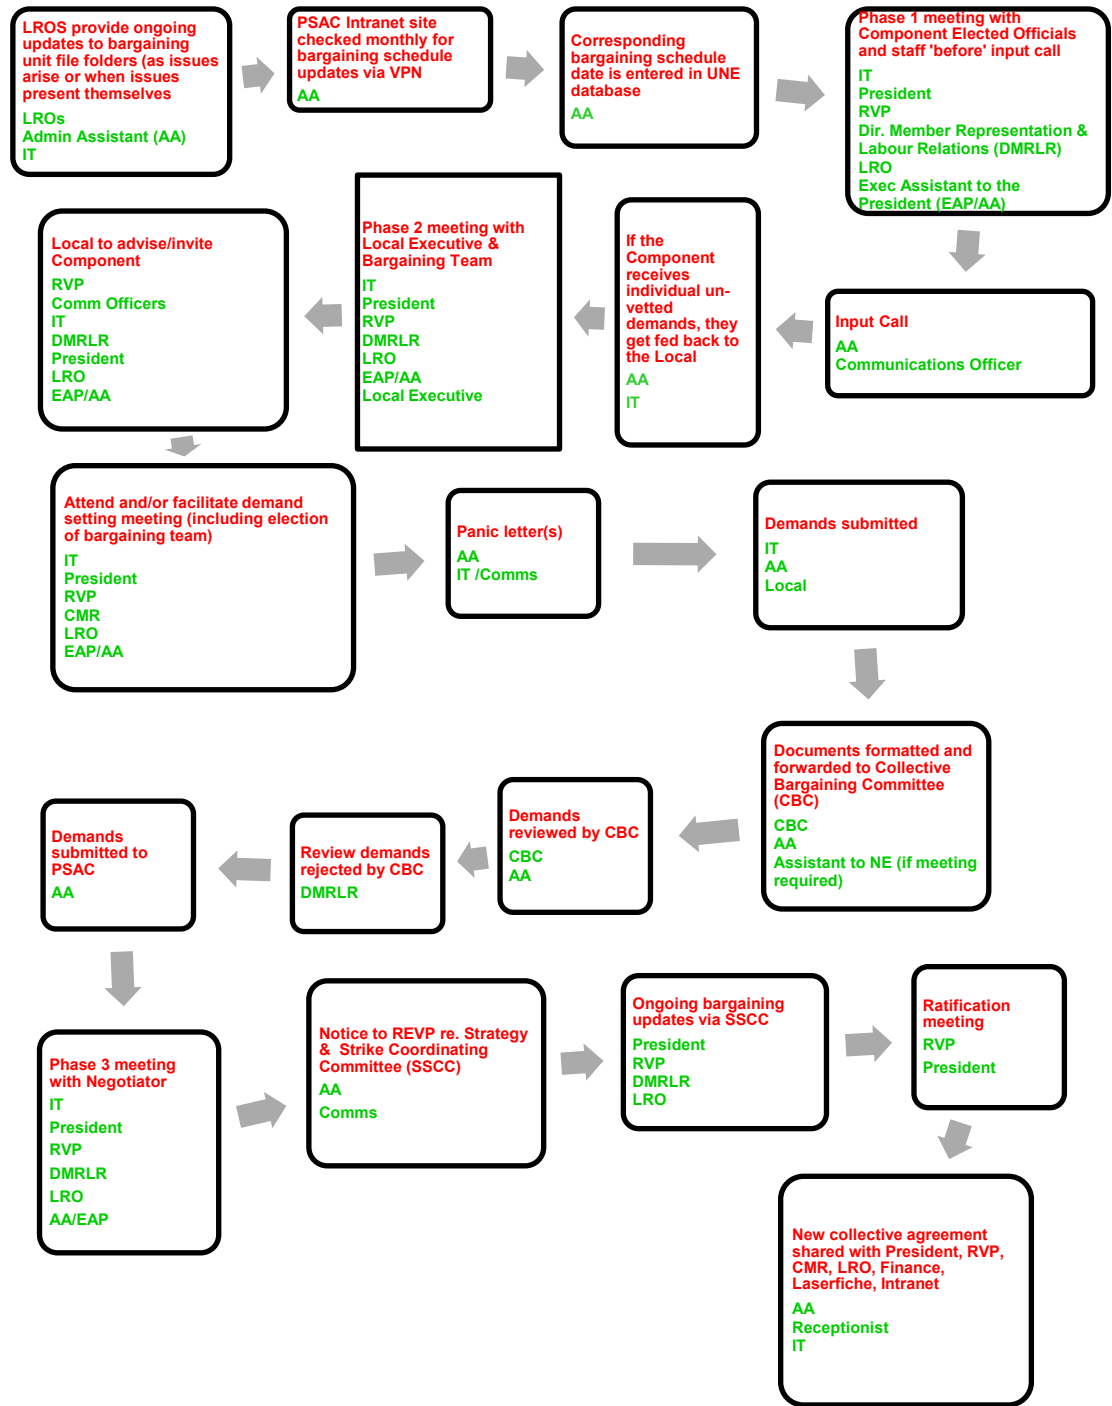 LROS provide ongoing
updates to bargaining
unit file folders (as issues
arise or when issues
present themselves
LROs
Admin Assistant (AA)
IT
PSAC Intranet site
checked monthly for
bargaining schedule
updates via VPN
AA
Corresponding
bargaining schedule
date is entered in UNE
database
AA
Phase 1 meeting with
Component Elected Officials
and staff 'before' input call
IT
President
RVP
Dir. Member Representation &
Labour Relations (DMRLR)
LRO
Exec Assistant to the
President (EAP/AA)
Input Call
AA
Communications Officer
If the
Component
receives
individual un-
vetted
demands, they
get fed back to
the Local
AA
IT
Phase 2 meeting with
Local Executive &
Bargaining Team
IT
President
RVP
DMRLR
LRO
EAP/AA
Local Executive
Local to advise/invite
Component
RVP
Comm Officers
IT
DMRLR
President
LRO
EAP/AA
Attend and/or facilitate demand
setting meeting (including election
of bargaining team)
IT
President
RVP
CMR
LRO
EAP/AA
Panic letter(s)
AA
IT /Comms
Demands submitted
IT
AA
Local
Documents formatted and
forwarded to Collective
Bargaining Committee
(CBC)
CBC
AA
Assistant to NE (if meeting
required)
Demands
reviewed by CBC
CBC
AA
Review demands
rejected by CBC
DMRLR
Demands
submitted to
PSAC
AA
Phase 3 meeting
with Negotiator
IT
President
RVP
DMRLR
LRO
AA/EAP
Notice to REVP re. Strategy
& Strike Coordinating
Committee (SSCC)
AA
Comms
Ongoing bargaining
updates via SSCC
President
RVP
DMRLR
LRO
Ratification
meeting
RVP
President
New collective agreement
shared with President, RVP,
CMR, LRO, Finance,
Laserfiche, Intranet
AA
Receptionist
IT